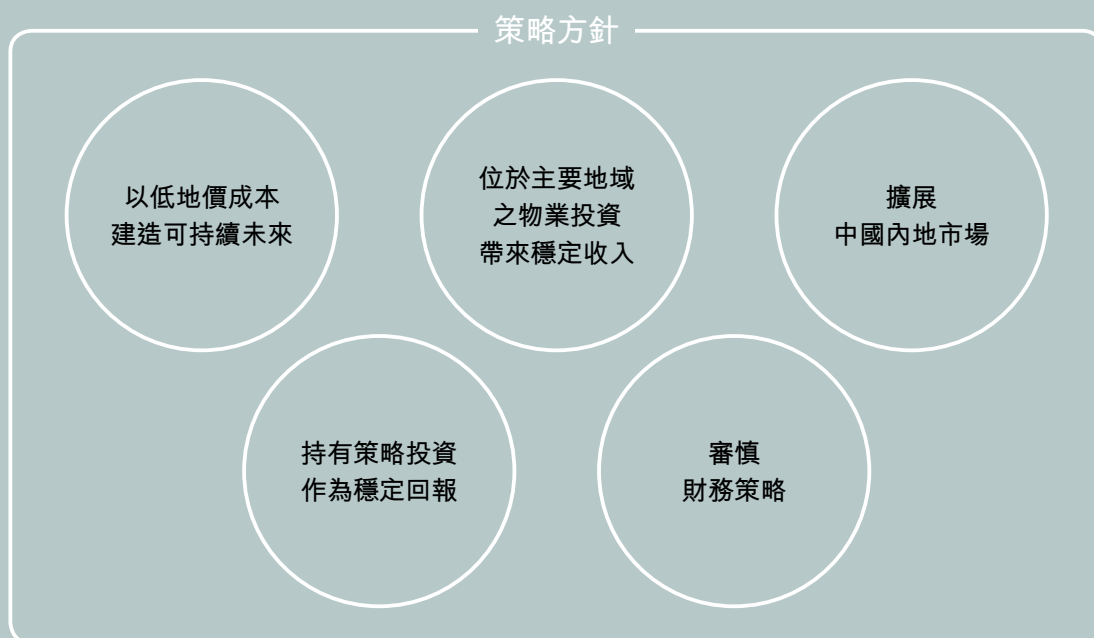 策略方針
以低地價成本
建造可持續未來
位於主要地域
之物業投資
帶來穩定收入
擴展
中國內地市場
持有策略投資
作為穩定回報
審慎
財務策略